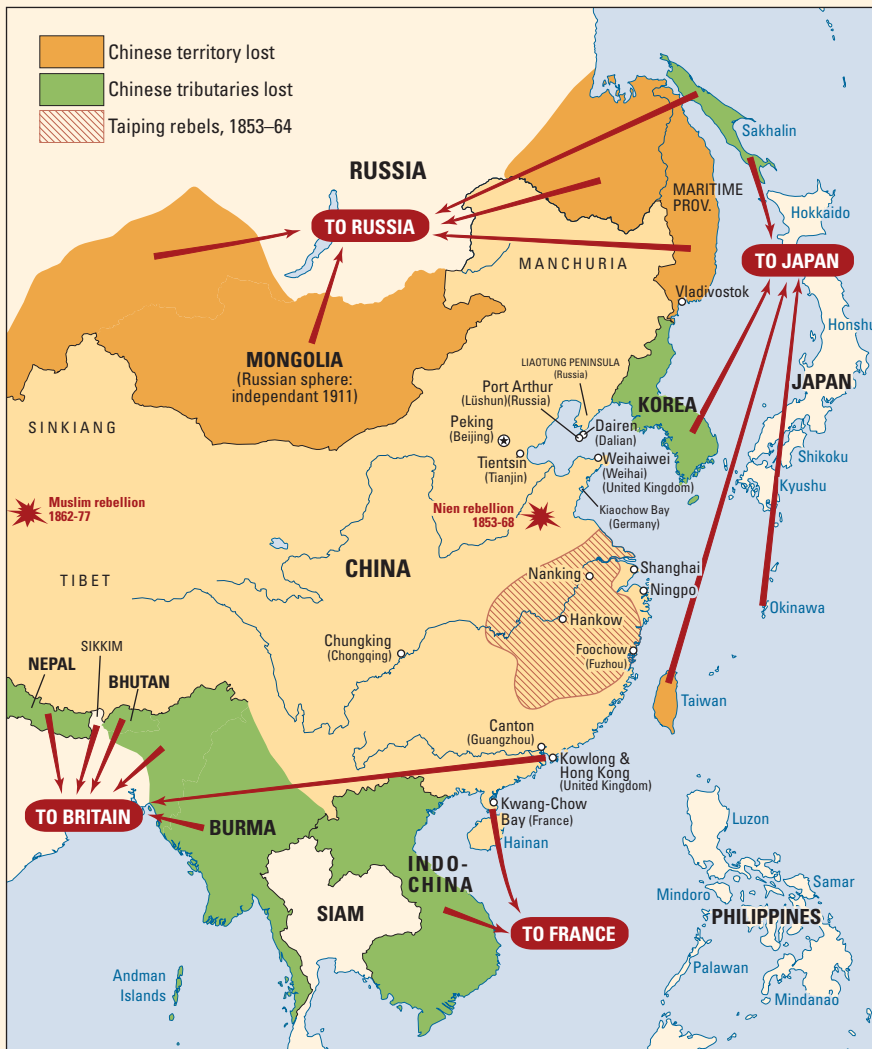 Chinese territory lost
Chinese tributaries lost
Taiping rebels, 1853–64
RUSSIA
TO RUSSIA
Sakhalin
MARITIME
PROV.
Hokkaido
TO JAPAN
MANCHURIA
Vladivostok
Honshu
MONGOLIA
(Russian sphere:
independant 1911)
LIAOTUNG PENINSULA
(Russia)
Port Arthur
(Lüshun)(Russia)
KOREA
JAPAN
SINKIANG
Peking
(Beijing)
Dairen
(Dalian)
Tientsin
(Tianjin)
Weihaiwei
(Weihai)
(United Kingdom)
Shikoku
Kyushu
Kiaochow Bay
(Germany)
Muslim rebellion
1862-77
Nien rebellion
1853-68
CHINA
TIBET
Nanking
Shanghai
Ningpo
Okinawa
Hankow
Chungking
(Chongqing)
Foochow
(Fuzhou)
NEPAL
SIKKIM
BHUTAN
Taiwan
Canton
(Guangzhou)
Kowlong &
Hong Kong
(United Kingdom)
TO BRITAIN
BURMA
Kwang-Chow
Bay (France)
Hainan
Luzon
INDO-
CHINA
SIAM
TO FRANCE
Mindoro
Samar
PHILIPPINES
Palawan
Mindanao
Andman
Islands